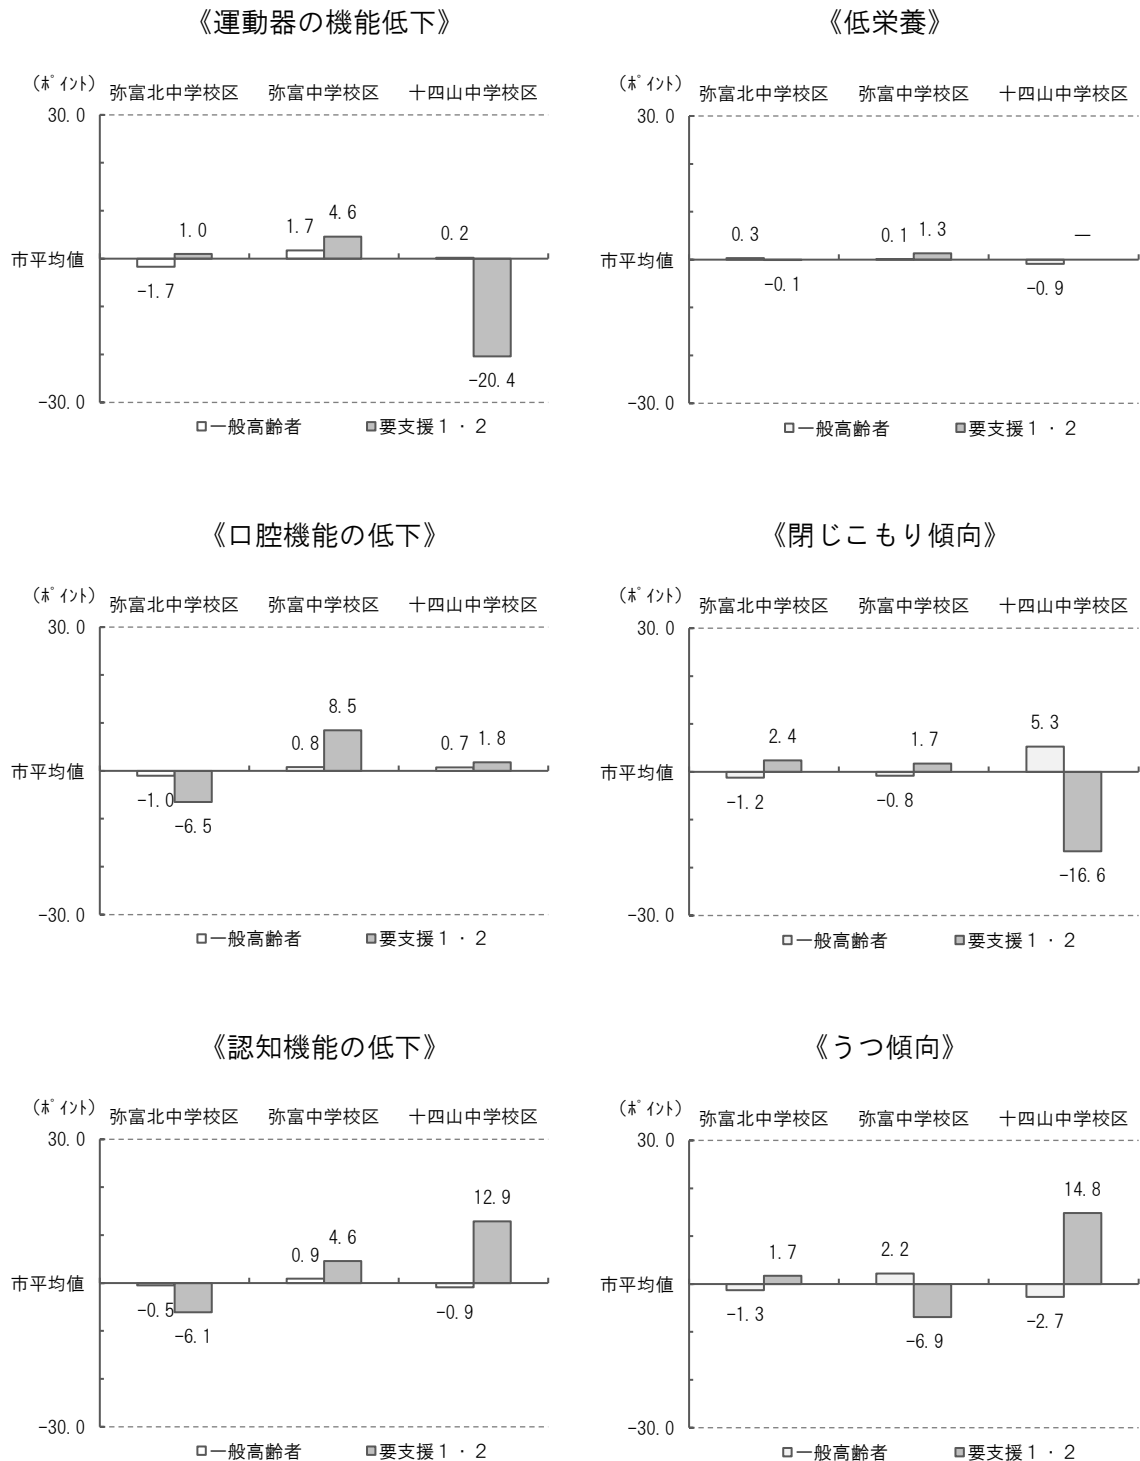 《運動器の機能低下》
(ﾎﾟｲﾝﾄ) 弥富北中学校区 弥富中学校区 十四山中学校区
30.0
1.0 1.7 4.6 0.2
市平均値
-1.7
-20.4
-30.0
□一般高齢者 ■要支援１・２
《低栄養》
(ﾎﾟｲﾝﾄ) 弥富北中学校区 弥富中学校区 十四山中学校区
30.0
0.3 0.1 1.3 —
市平均値
-0.1 -0.9
-30.0
□一般高齢者 ■要支援１・２
《口腔機能の低下》
(ﾎﾟｲﾝﾄ) 弥富北中学校区 弥富中学校区 十四山中学校区
30.0
8.5
0.8 0.7 1.8
市平均値
-1.0
-6.5
-30.0
□一般高齢者 ■要支援１・２
《閉じこもり傾向》
(ﾎﾟｲﾝﾄ) 弥富北中学校区 弥富中学校区 十四山中学校区
30.0
2.4 1.7 5.3
市平均値
-1.2 -0.8
-16.6
-30.0
□一般高齢者 ■要支援１・２
《認知機能の低下》
(ﾎﾟｲﾝﾄ) 弥富北中学校区 弥富中学校区 十四山中学校区
30.0
12.9
0.9 4.6
市平均値
-0.5 -0.9
-6.1
-30.0
□一般高齢者 ■要支援１・２
《うつ傾向》
(ﾎﾟｲﾝﾄ) 弥富北中学校区 弥富中学校区 十四山中学校区
30.0
14.8
1.7 2.2
市平均値
-1.3 -2.7
-6.9
-30.0
□一般高齢者 ■要支援１・２